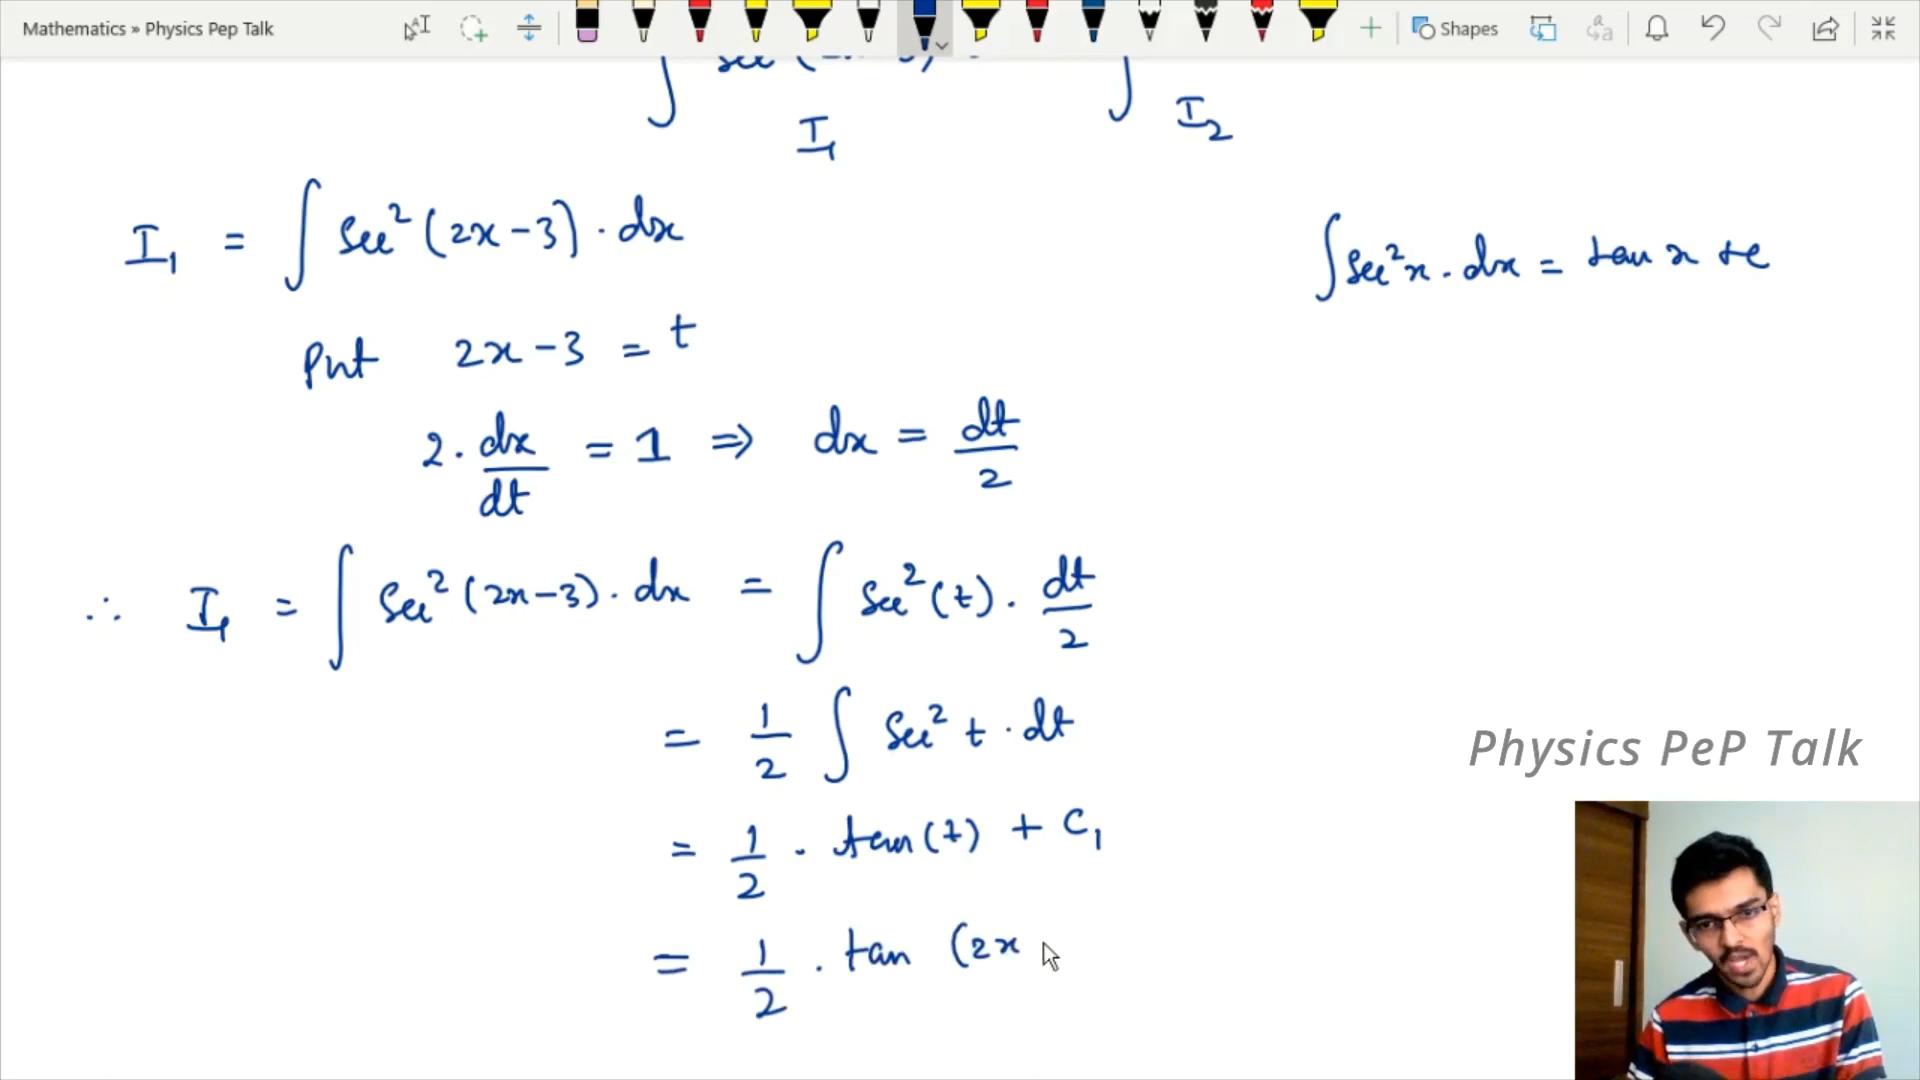 Mathematics » Physics Pep Talk
Shapes
I₁
I₂
I₁ = ∫ Sec² (2x-3) · dx
∫ Sec²x · dx = tan x + c
Put 2x-3 = t
2 · dx/dt = 1 ⇒ dx = dt/2
∴ I₁ = ∫ Sec² (2x-3) · dx = ∫ Sec² (t) · dt/2
= 1/2 ∫ Sec² t · dt
= 1/2 · tan(t) + C₁
= 1/2 · tan (2x
Physics PeP Talk